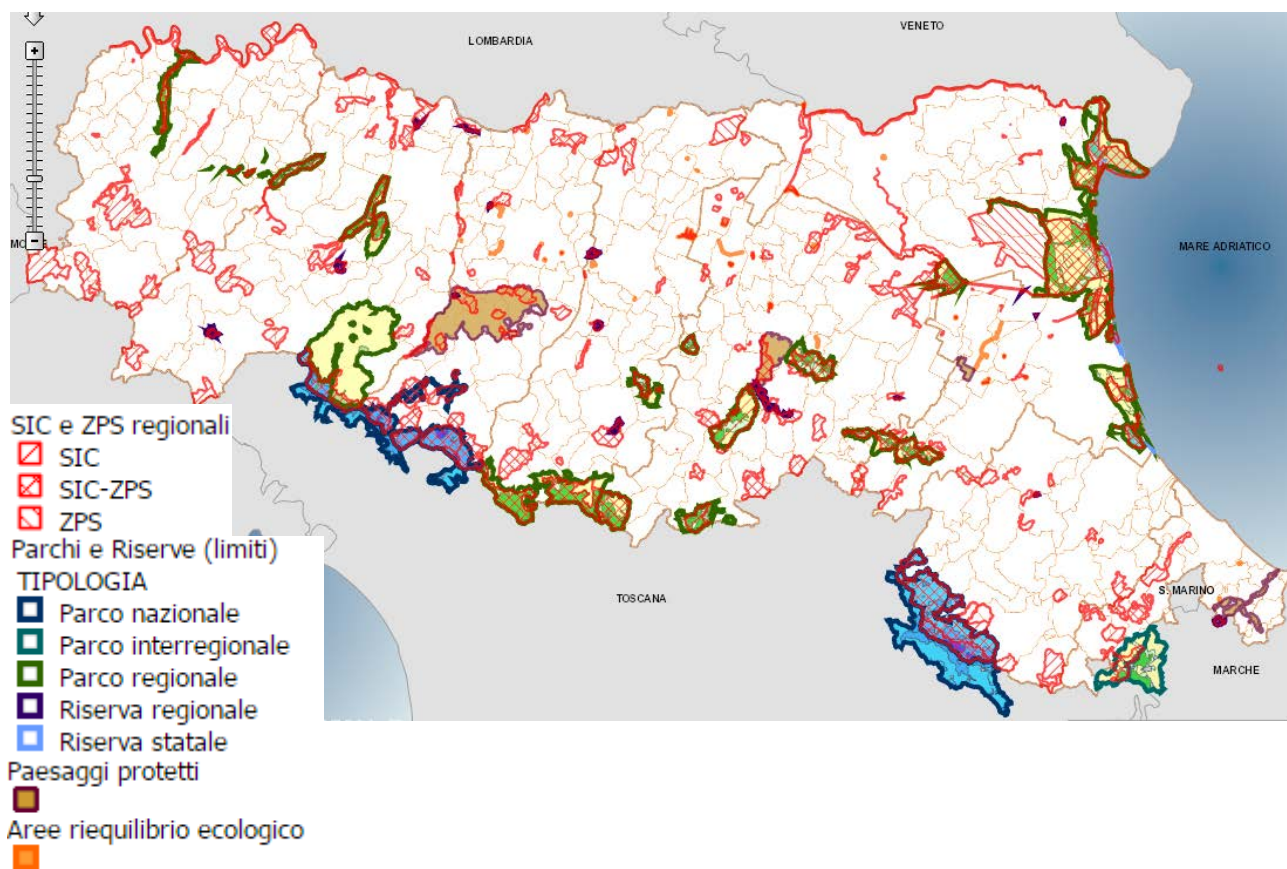 LOMBARDIA
VENETO
+
-
MO
E
MARE ADRIATICO
SIC e ZPS regionali
SIC
SIC-ZPS
ZPS
Parchi e Riserve (limiti)
TIPOLOGIA
Parco nazionale
Parco interregionale
Parco regionale
Riserva regionale
Riserva statale
Paesaggi protetti
Aree riequilibrio ecologico
TOSCANA
S. MARINO
MARCHE